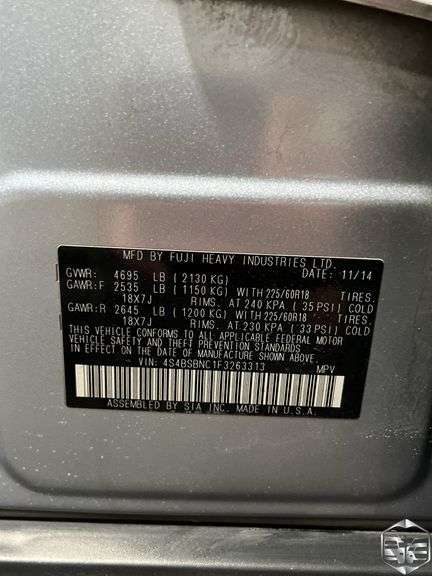 MFD BY FUJI HEAVY INDUSTRIES LTD.
GVWR: 4695 LB (2130 KG) DATE: 11/14
GAWR:F 2535 LB (1150 KG) WITH 225/60R18 TIRES.
18X7J RIMS. AT 240 KPA (35 PSI) COLD
GAWR:R 2645 LB (1200 KG) WITH 225/60R18 TIRES.
18X7J RIMS. AT 230 KPA (33 PSI) COLD
THIS VEHICLE CONFORMS TO ALL APPLICABLE FEDERAL MOTOR
VEHICLE SAFETY AND THEFT PREVENTION STANDARDS
IN EFFECT ON THE DATE OF MANUFACTURE SHOWN ABOVE.
VIN: 4S4BSBNC1F3263313 MPV
ASSEMBLED BY SIA INC. MADE IN U.S.A.